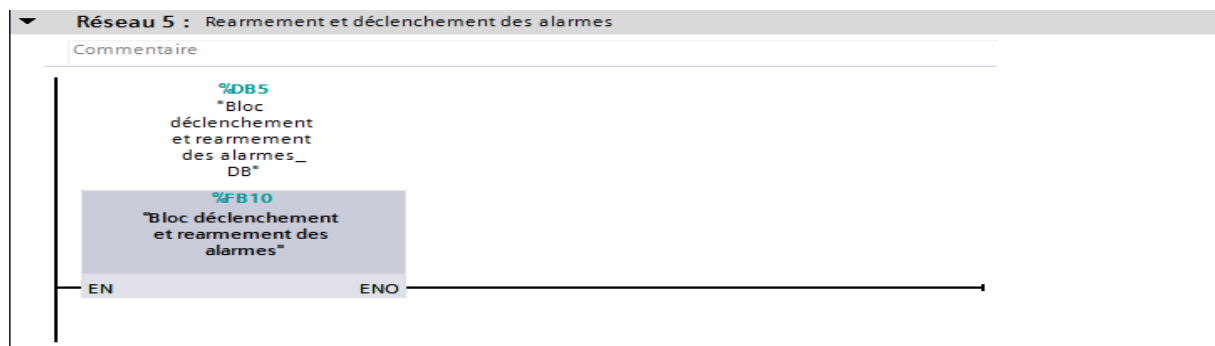 Réseau 5 : Rearmement et déclenchement des alarmes
Commentaire
%DB5
"Bloc
déclenchement
et rearmement
des alarmes_
DB"
%FB10
"Bloc déclenchement
et rearmement des
alarmes"
EN ENO